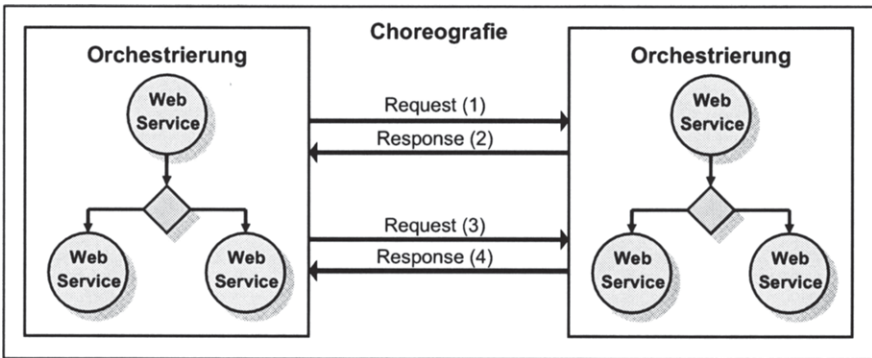 Choreografie
Orchestrierung
Web
Service
Web
Service
Web
Service
Request (1)
Response (2)
Request (3)
Response (4)
Orchestrierung
Web
Service
Web
Service
Web
Service